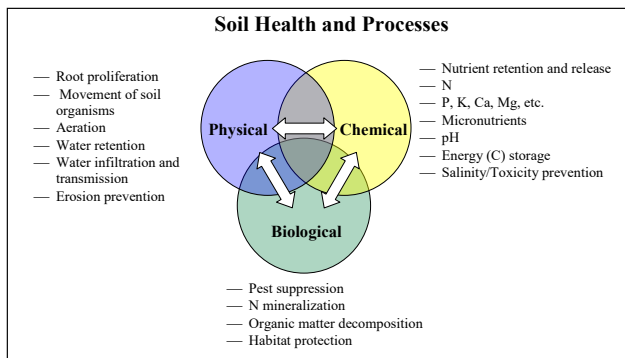 Soil Health and Processes
— Root proliferation
— Movement of soil
organisms
— Aeration
— Water retention
— Water infiltration and
transmission
— Erosion prevention
Physical
Chemical
Biological
— Nutrient retention and release
— N
— P, K, Ca, Mg, etc.
— Micronutrients
— pH
— Energy (C) storage
— Salinity/Toxicity prevention
— Pest suppression
— N mineralization
— Organic matter decomposition
— Habitat protection